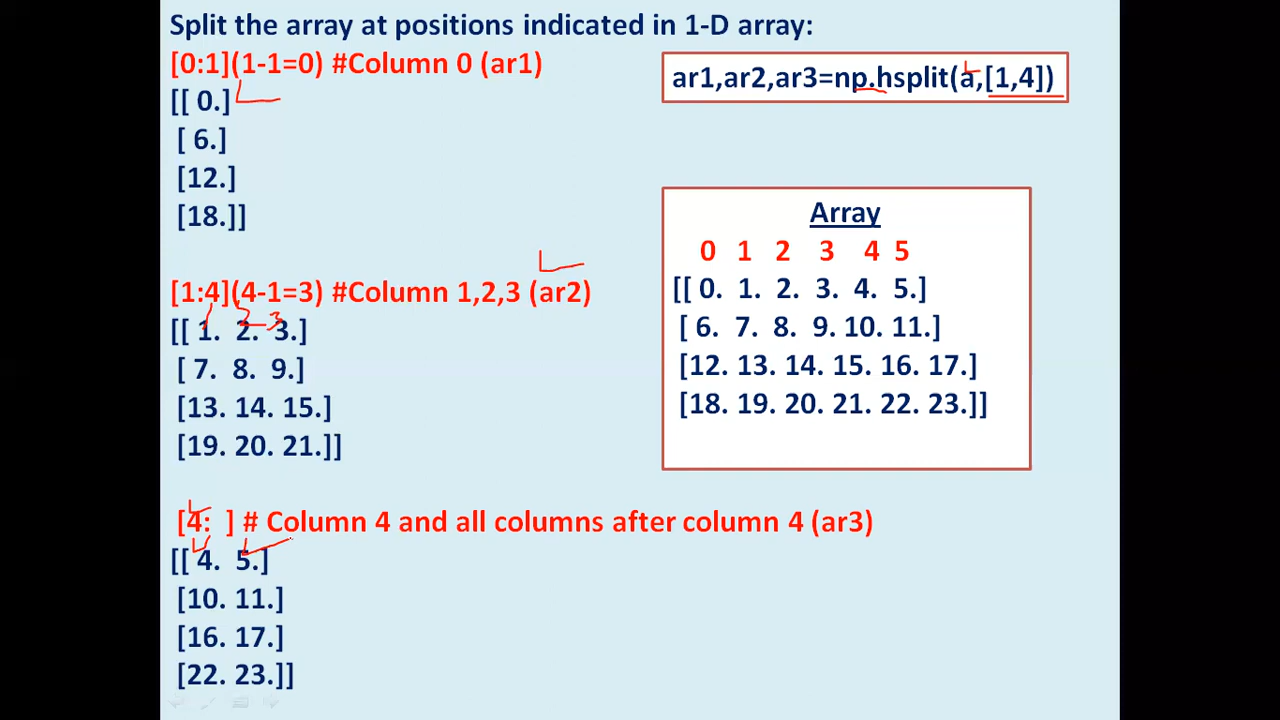 Split the array at positions indicated in 1-D array:
[0:1](1-1=0) #Column 0 (ar1)
[[ 0.]
[ 6.]
[12.]
[18.]]
[1:4](4-1=3) #Column 1,2,3 (ar2)
[[ 1. 2. 3.]
[ 7. 8. 9.]
[13. 14. 15.]
[19. 20. 21.]]
[4: ] # Column 4 and all columns after column 4 (ar3)
[[ 4. 5.]
[10. 11.]
[16. 17.]
[22. 23.]]
ar1,ar2,ar3=np.hsplit(a,[1,4])
Array
0 1 2 3 4 5
[[ 0. 1. 2. 3. 4. 5.]
[ 6. 7. 8. 9. 10. 11.]
[12. 13. 14. 15. 16. 17.]
[18. 19. 20. 21. 22. 23.]]